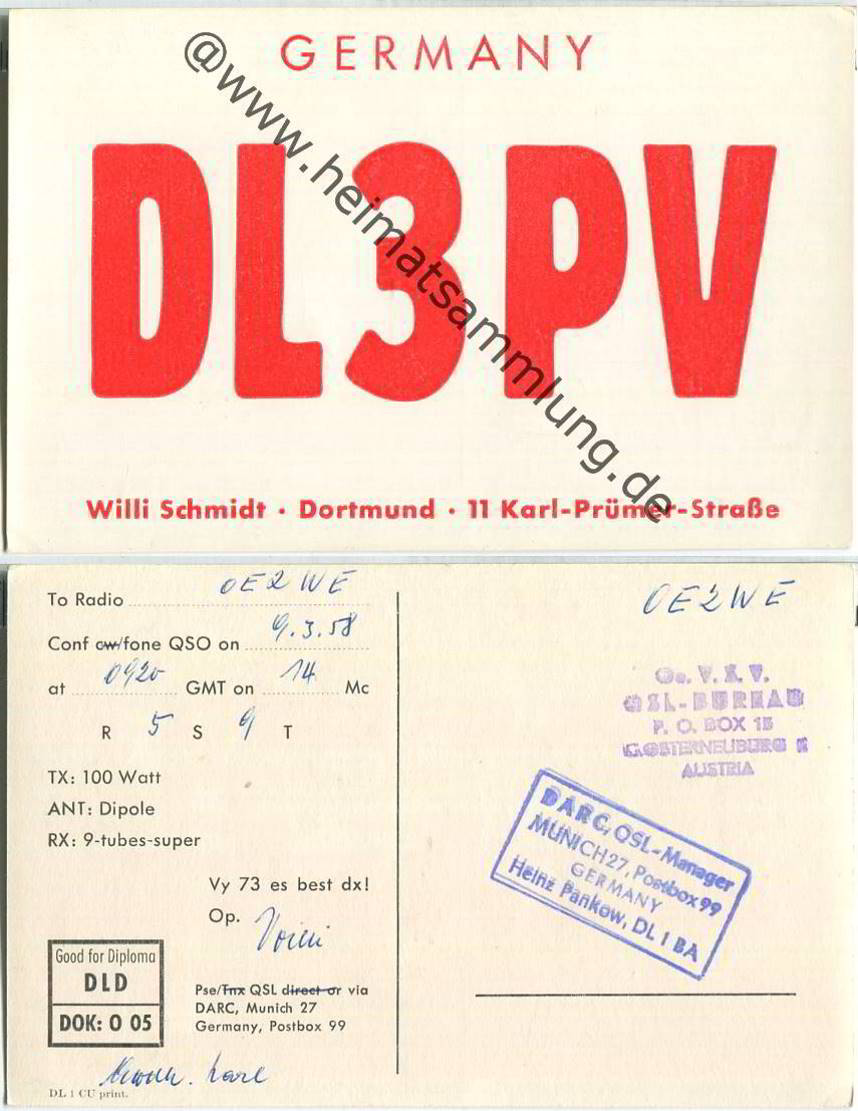 GERMANY
@www.heimatsammlung.de
DL3PV
Willi Schmidt · Dortmund · 11 Karl-Prümer-Straße
To Radio OE2WE
Conf cw/fone QSO on 9.3.58
at 0920 GMT on 14 Mc
R 5 S 9 T
TX: 100 Watt
ANT: Dipole
RX: 9-tubes-super
Vy 73 es best dx!
Op. Willi
Good for Diploma
DLD
DOK: O 05
Pse/Tnx QSL direct or via
DARC, Munich 27
Germany, Postbox 99
DL 1 CU print.
OE2WE
Oe. V. S. V.
QSL-BUREAU
P. O. BOX 15
KLOSTERNEUBURG
AUSTRIA
DARC, QSL-Manager
MUNICH 27, Postbox 99
GERMANY
Heinz Pankow, DL 1 BA